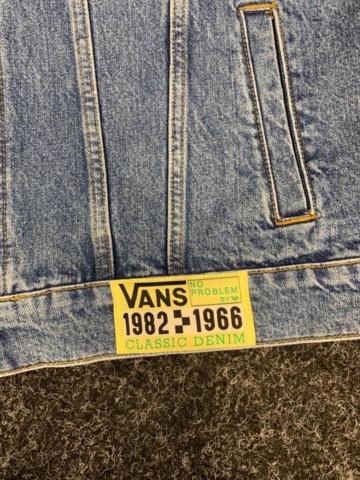 VANS
NO
PROBLEM
BY
1982 1966
CLASSIC DENIM